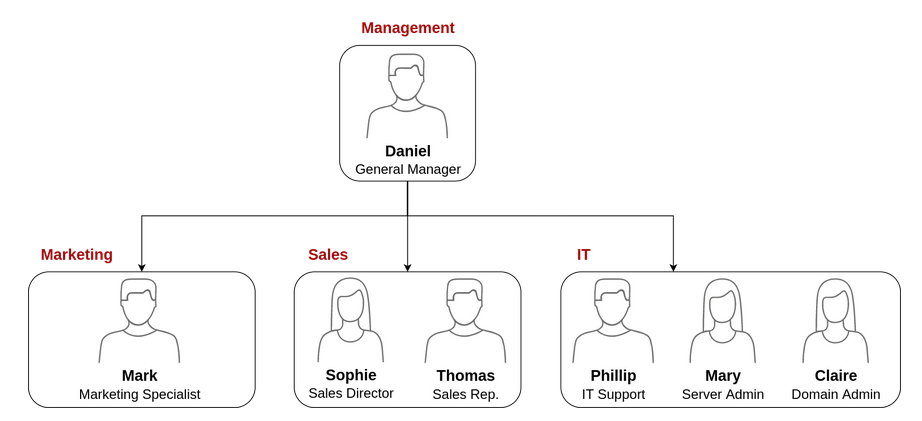 Management
Daniel
General Manager
Marketing
Sales
IT
Mark
Marketing Specialist
Sophie
Sales Director
Thomas
Sales Rep.
Phillip
IT Support
Mary
Server Admin
Claire
Domain Admin